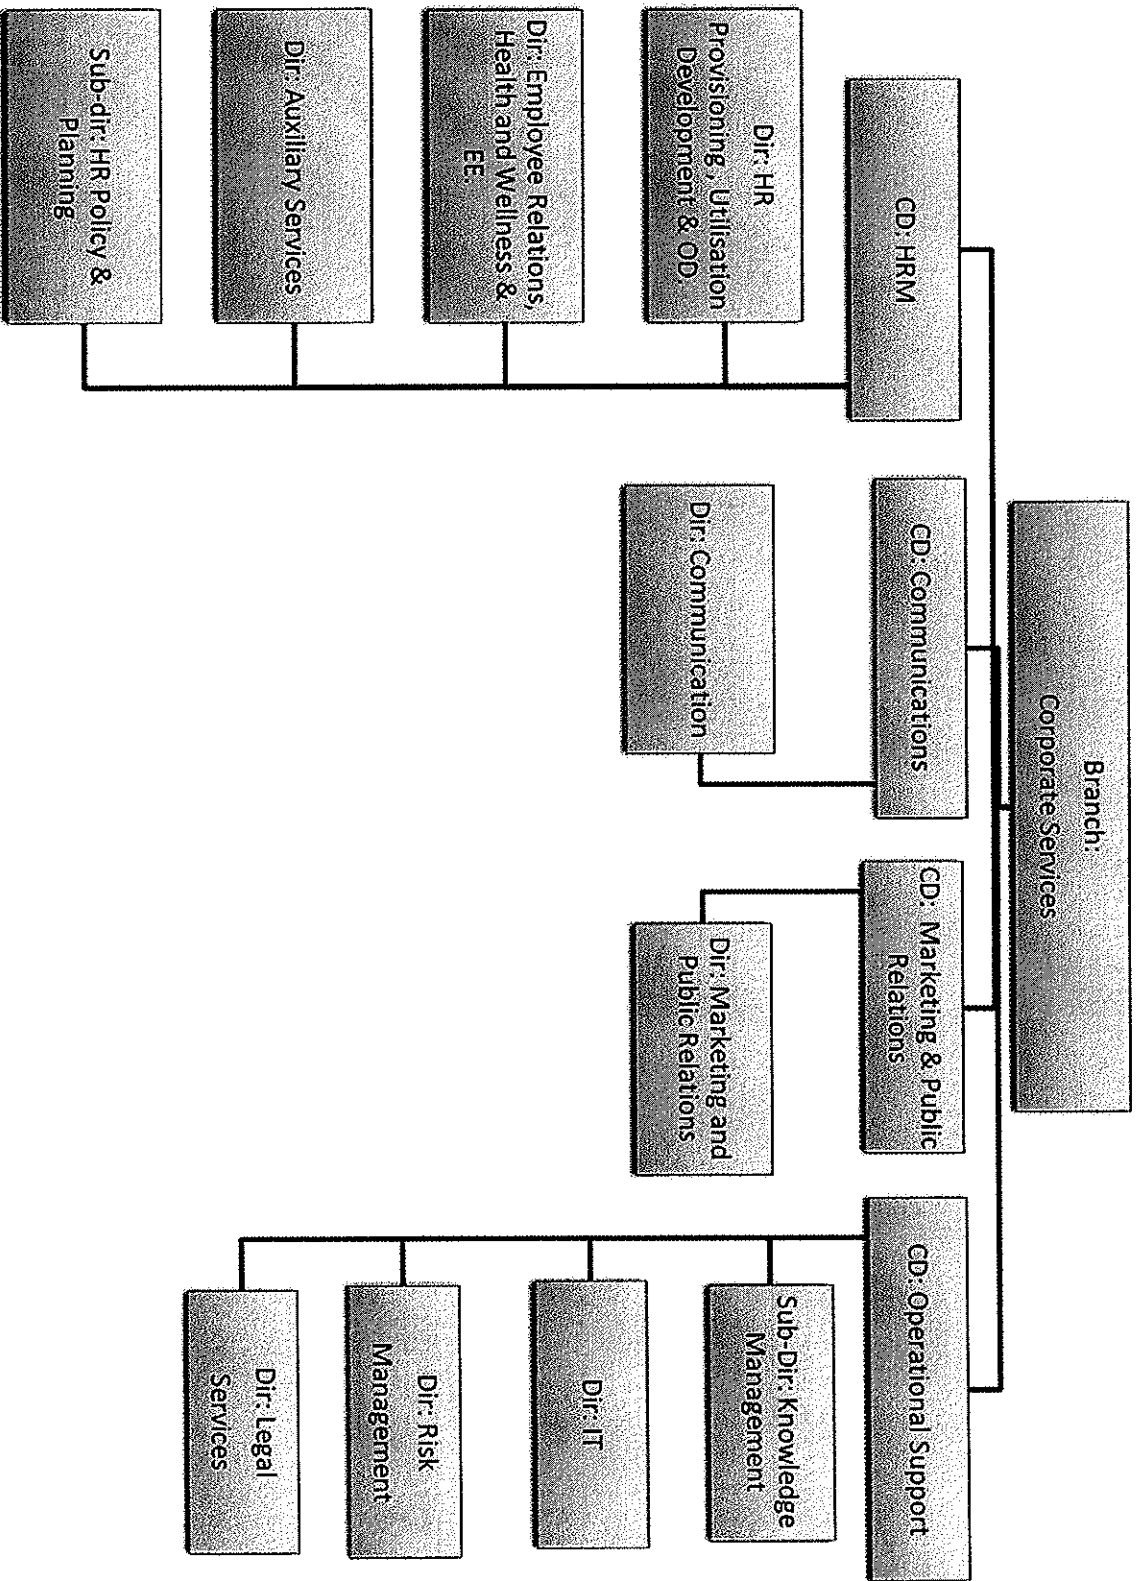 Branch:
Corporate Services
CD: HRM
Dir: HR
Provisioning, Utilisation
Development & OD.
Dir: Employee Relations,
Health and Wellness &
EE.
Dir: Auxiliary Services
Sub-dir: HR Policy &
Planning
CD: Communications
Dir: Communication
CD: Marketing & Public
Relations
Dir: Marketing and
Public Relations
CD: Operational Support
Sub-Dir: Knowledge
Management
Dir: IT
Dir: Risk
Management
Dir: Legal
Services